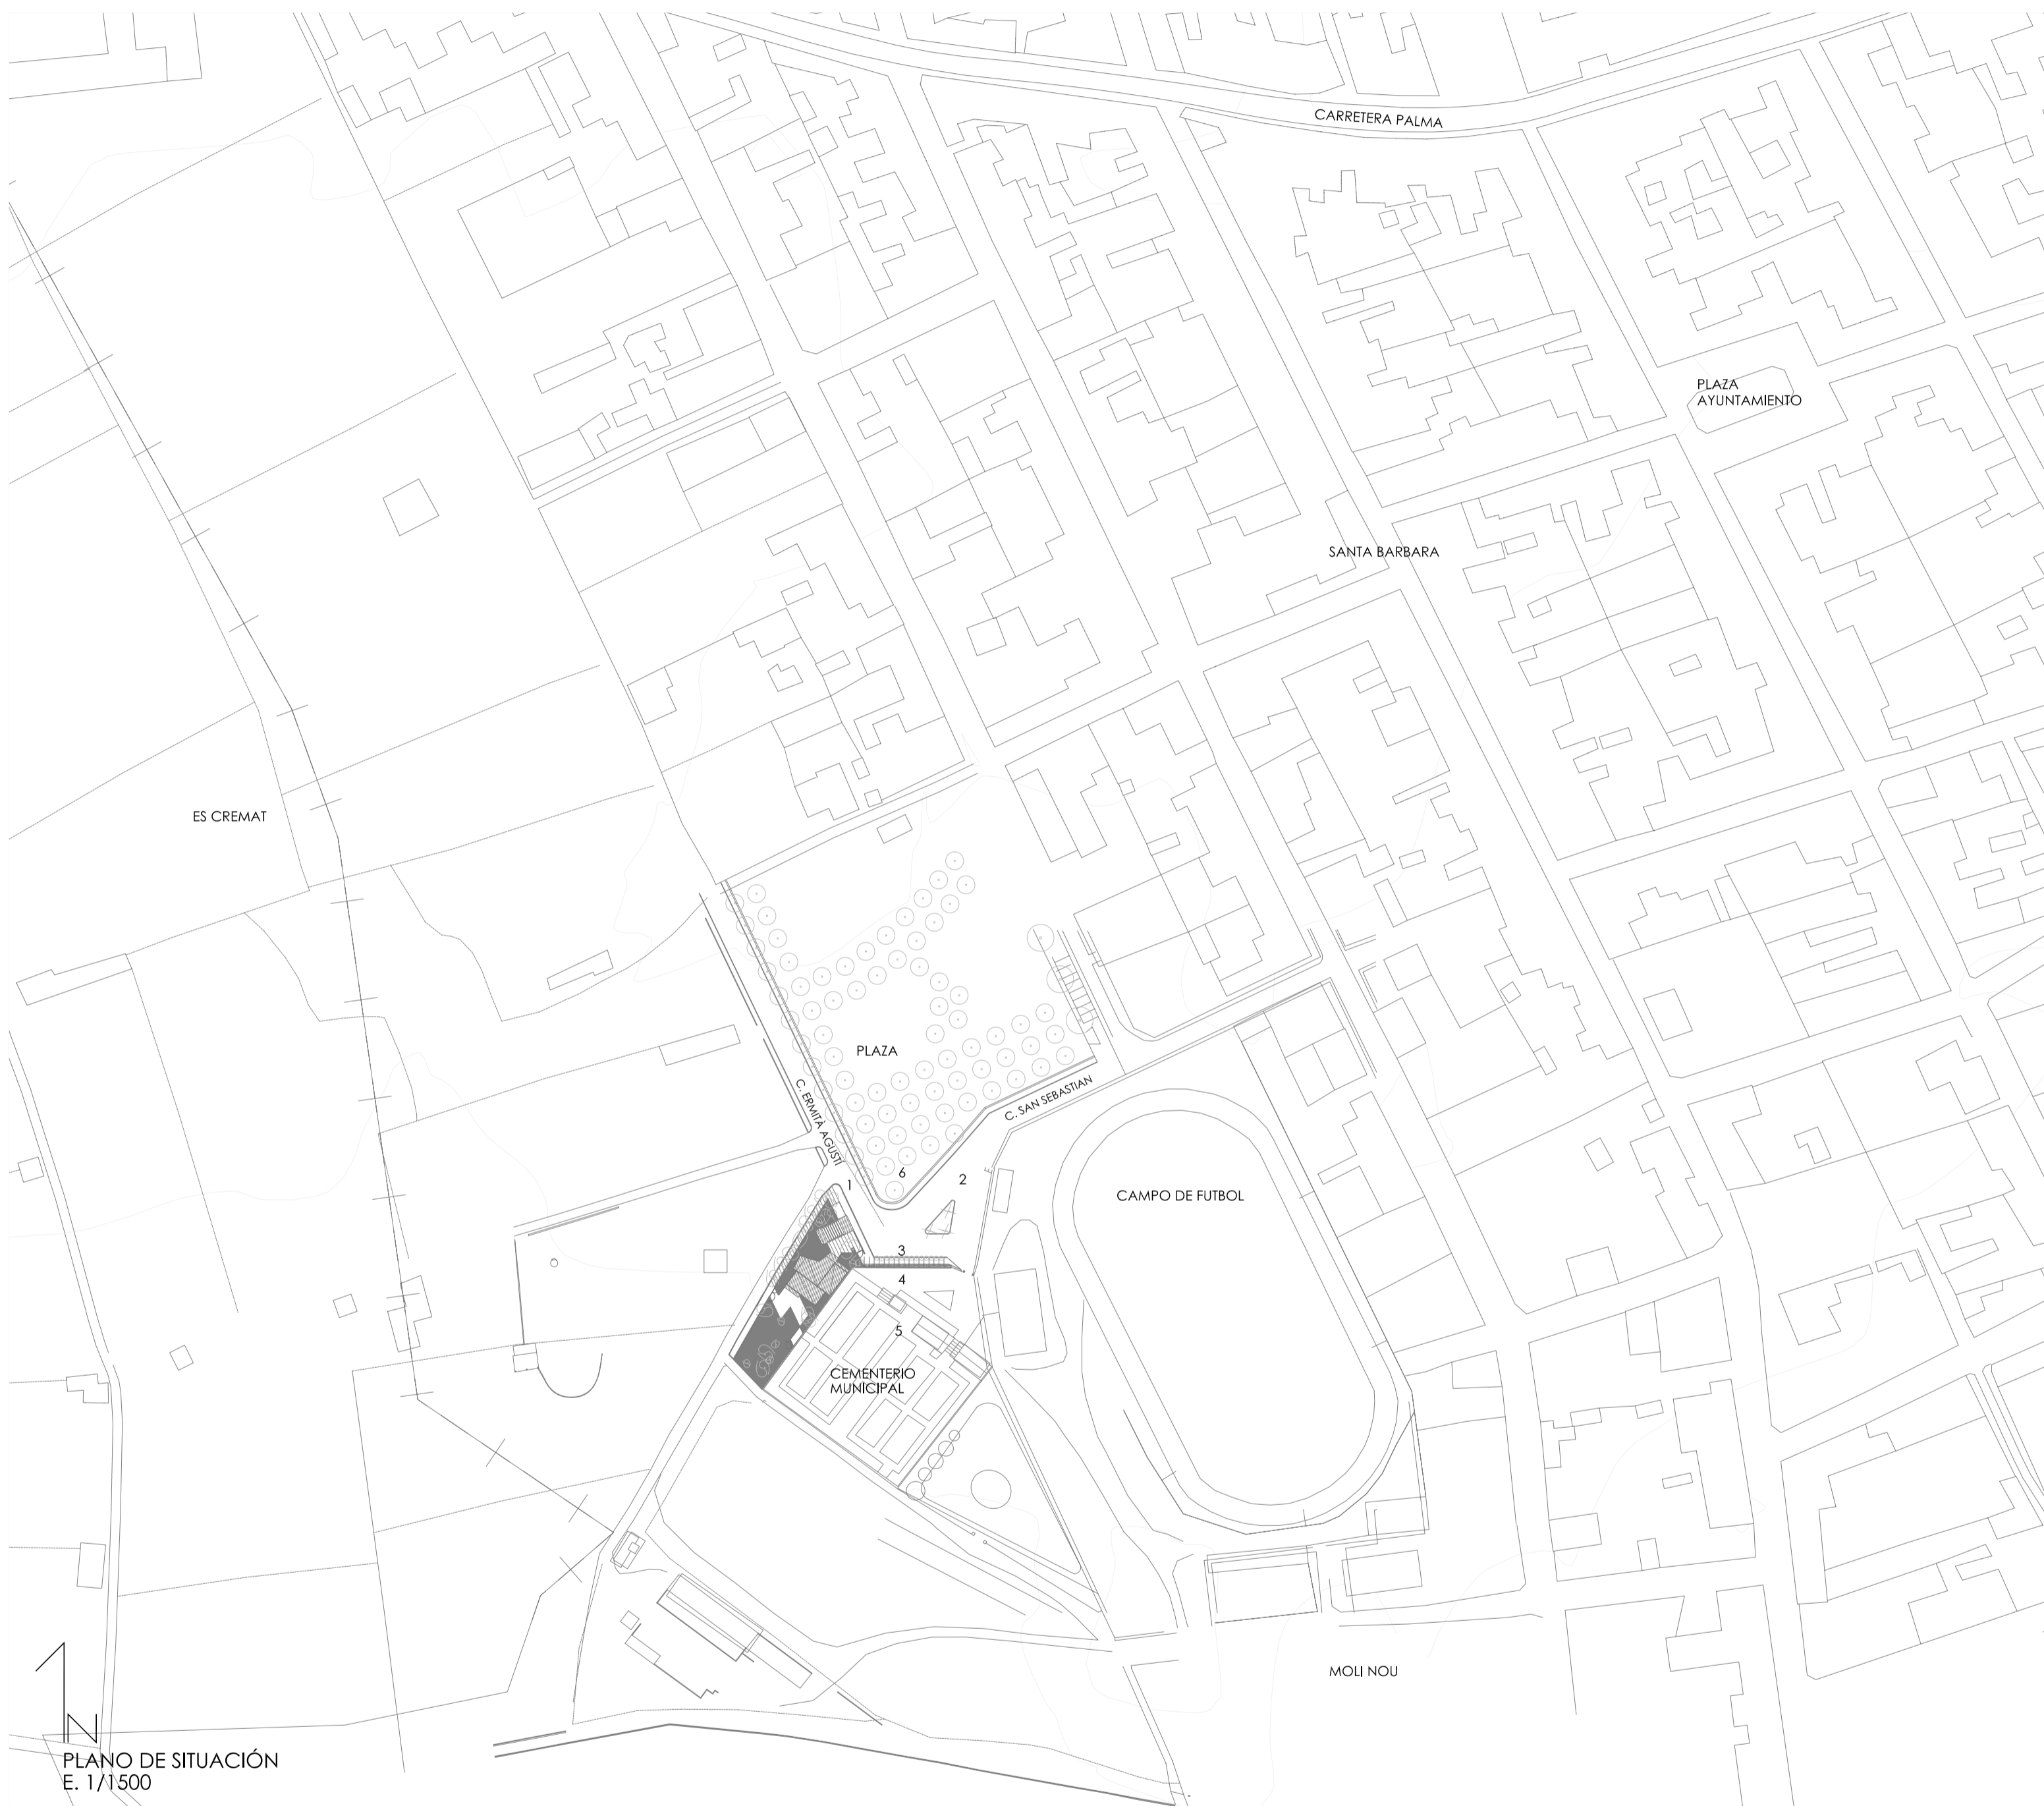 CARRETERA PALMA
PLAZA
AYUNTAMIENTO
SANTA BARBARA
ES CREMAT
PLAZA
C. ERMITÀ AGUSTÍ
C. SAN SEBASTIAN
6
2
1
CAMPO DE FUTBOL
3
4
5
CEMENTERIO
MUNICIPAL
MOLI NOU
N
PLANO DE SITUACIÓN
E. 1/1500